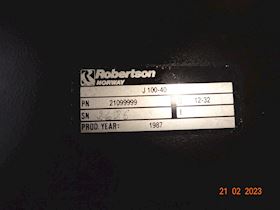 Robertson
NORWAY
J 100-40
PN 21099999 12-32
SN
PROD. YEAR: 1987
21 02 2023